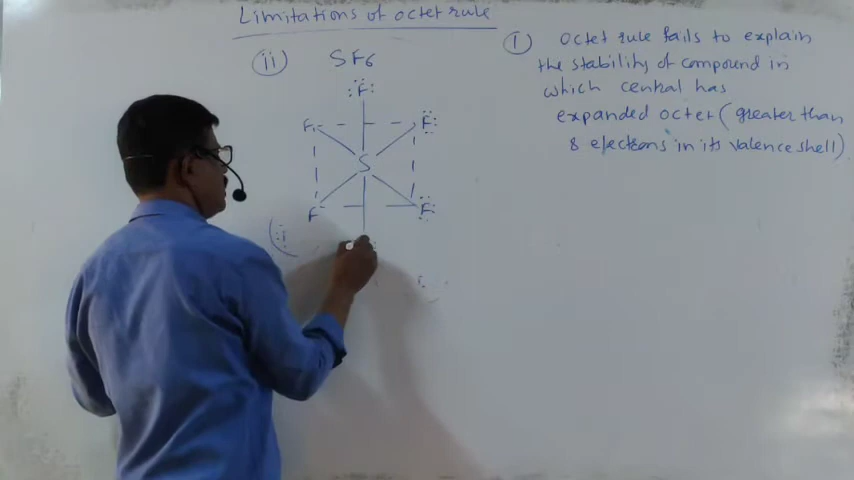 Limitations of octet rule
(ii) SF6
F
F F
S
F F
(i) Octet rule fails to explain
the stability of compound in
which central has
expanded octet (greater than
8 electrons in its valence shell)